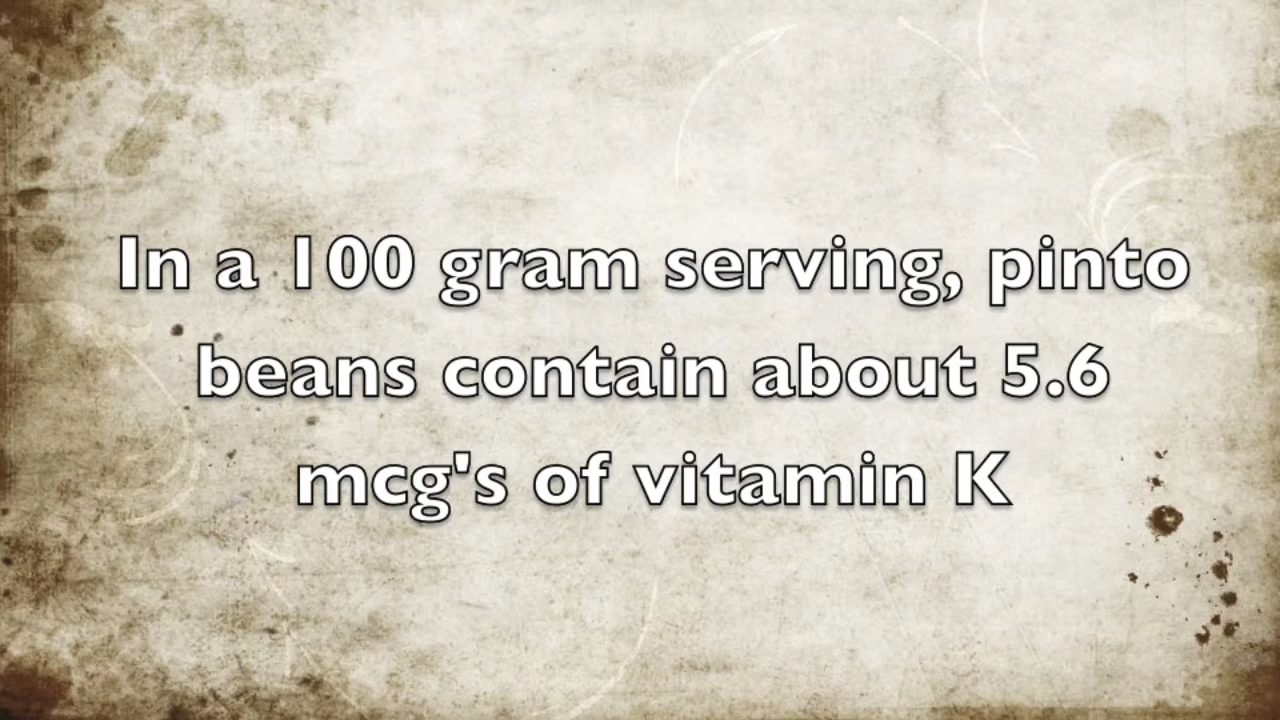 In a 100 gram serving, pinto
beans contain about 5.6
mcg's of vitamin K